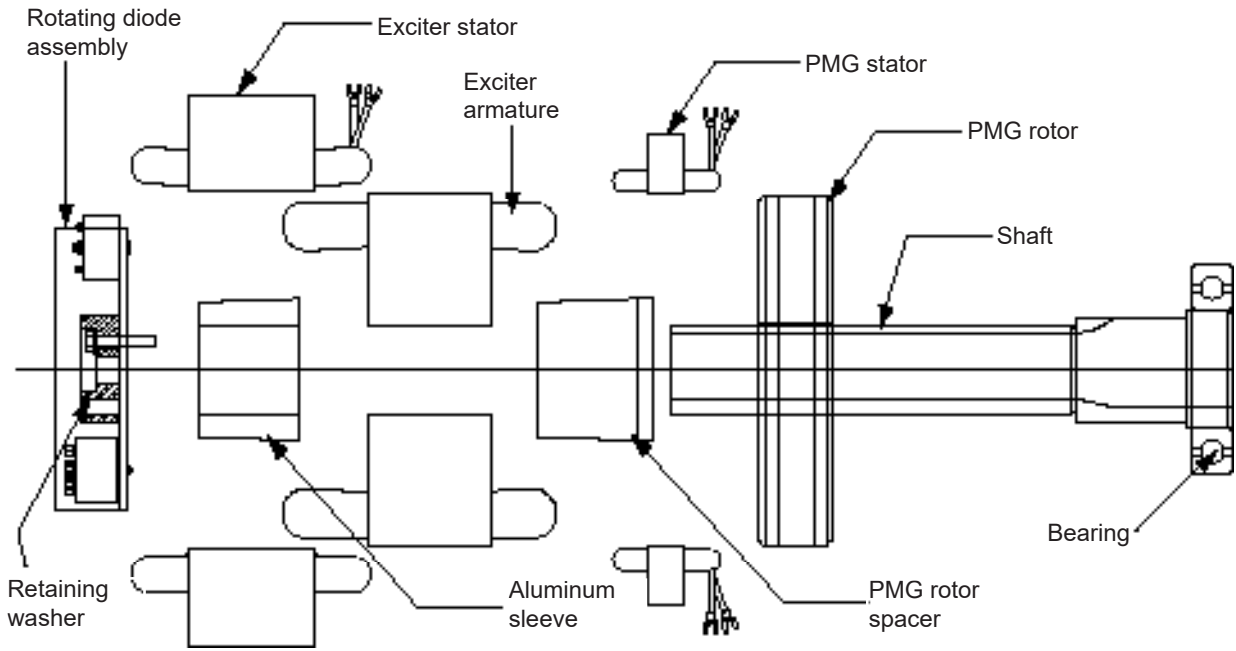 Rotating diode
assembly
Exciter stator
Exciter
armature
PMG stator
PMG rotor
Shaft
Bearing
Retaining
washer
Aluminum
sleeve
PMG rotor
spacer